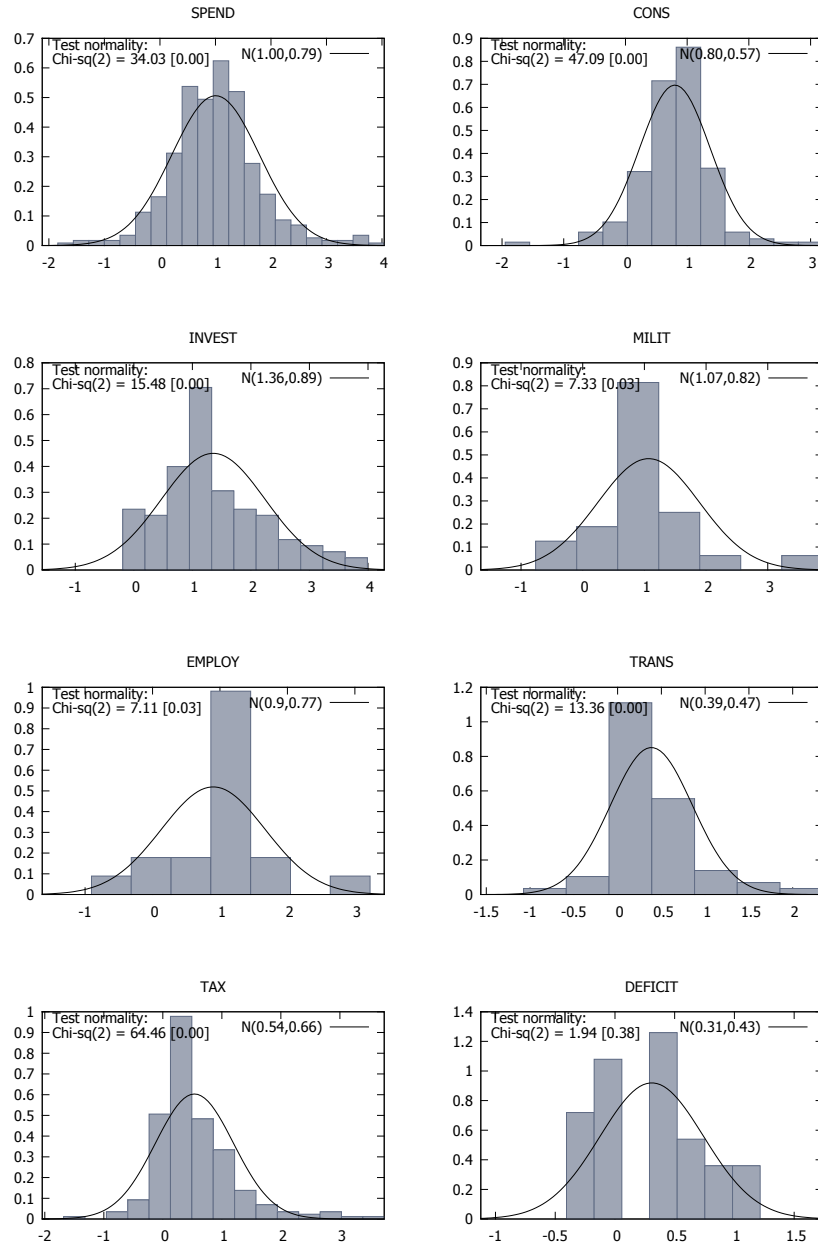 SPEND
Test normality:
Chi-sq(2) = 34.03 [0.00]
N(1.00,0.79)
0.7
0.6
0.5
0.4
0.3
0.2
0.1
0
-2 -1 0 1 2 3 4
CONS
Test normality:
Chi-sq(2) = 47.09 [0.00]
N(0.80,0.57)
0.9
0.8
0.7
0.6
0.5
0.4
0.3
0.2
0.1
0
-2 -1 0 1 2 3
INVEST
Test normality:
Chi-sq(2) = 15.48 [0.00]
N(1.36,0.89)
0.8
0.7
0.6
0.5
0.4
0.3
0.2
0.1
0
-1 0 1 2 3 4
MILIT
Test normality:
Chi-sq(2) = 7.33 [0.03]
N(1.07,0.82)
0.9
0.8
0.7
0.6
0.5
0.4
0.3
0.2
0.1
0
-1 0 1 2 3
EMPLOY
Test normality:
Chi-sq(2) = 7.11 [0.03]
N(0.9,0.77)
1
0.9
0.8
0.7
0.6
0.5
0.4
0.3
0.2
0.1
0
-1 0 1 2 3
TRANS
Test normality:
Chi-sq(2) = 13.36 [0.00]
N(0.39,0.47)
1.2
1
0.8
0.6
0.4
0.2
0
-1.5 -1 -0.5 0 0.5 1 1.5 2
TAX
Test normality:
Chi-sq(2) = 64.46 [0.00]
N(0.54,0.66)
1
0.9
0.8
0.7
0.6
0.5
0.4
0.3
0.2
0.1
0
-2 -1 0 1 2 3
DEFICIT
Test normality:
Chi-sq(2) = 1.94 [0.38]
N(0.31,0.43)
1.4
1.2
1
0.8
0.6
0.4
0.2
0
-1 -0.5 0 0.5 1 1.5